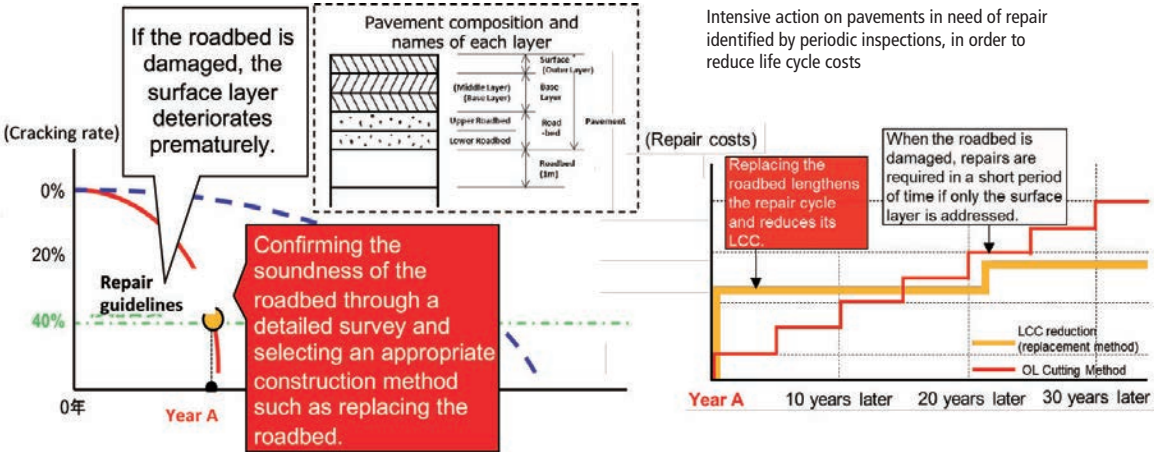 If the roadbed is
damaged, the
surface layer
deteriorates
prematurely.
Pavement composition and
names of each layer
Surface
(Outer Layer)
(Middle Layer)
(Base Layer)
Base
Layer
Upper Roadbed
Lower Roadbed
Road
-bed
Pavement
Roadbed
(1m)
Intensive action on pavements in need of repair
identified by periodic inspections, in order to
reduce life cycle costs
(Cracking rate)
0%
20%
40%
Repair
guidelines
0年
Year A
Confirming the
soundness of the
roadbed through a
detailed survey and
selecting an appropriate
construction method
such as replacing the
roadbed.
(Repair costs)
Replacing the
roadbed lengthens
the repair cycle
and reduces its
LCC.
When the roadbed is
damaged, repairs are
required in a short period
of time if only the surface
layer is addressed.
LCC reduction
(replacement method)
OL Cutting Method
Year A
10 years later
20 years later
30 years later